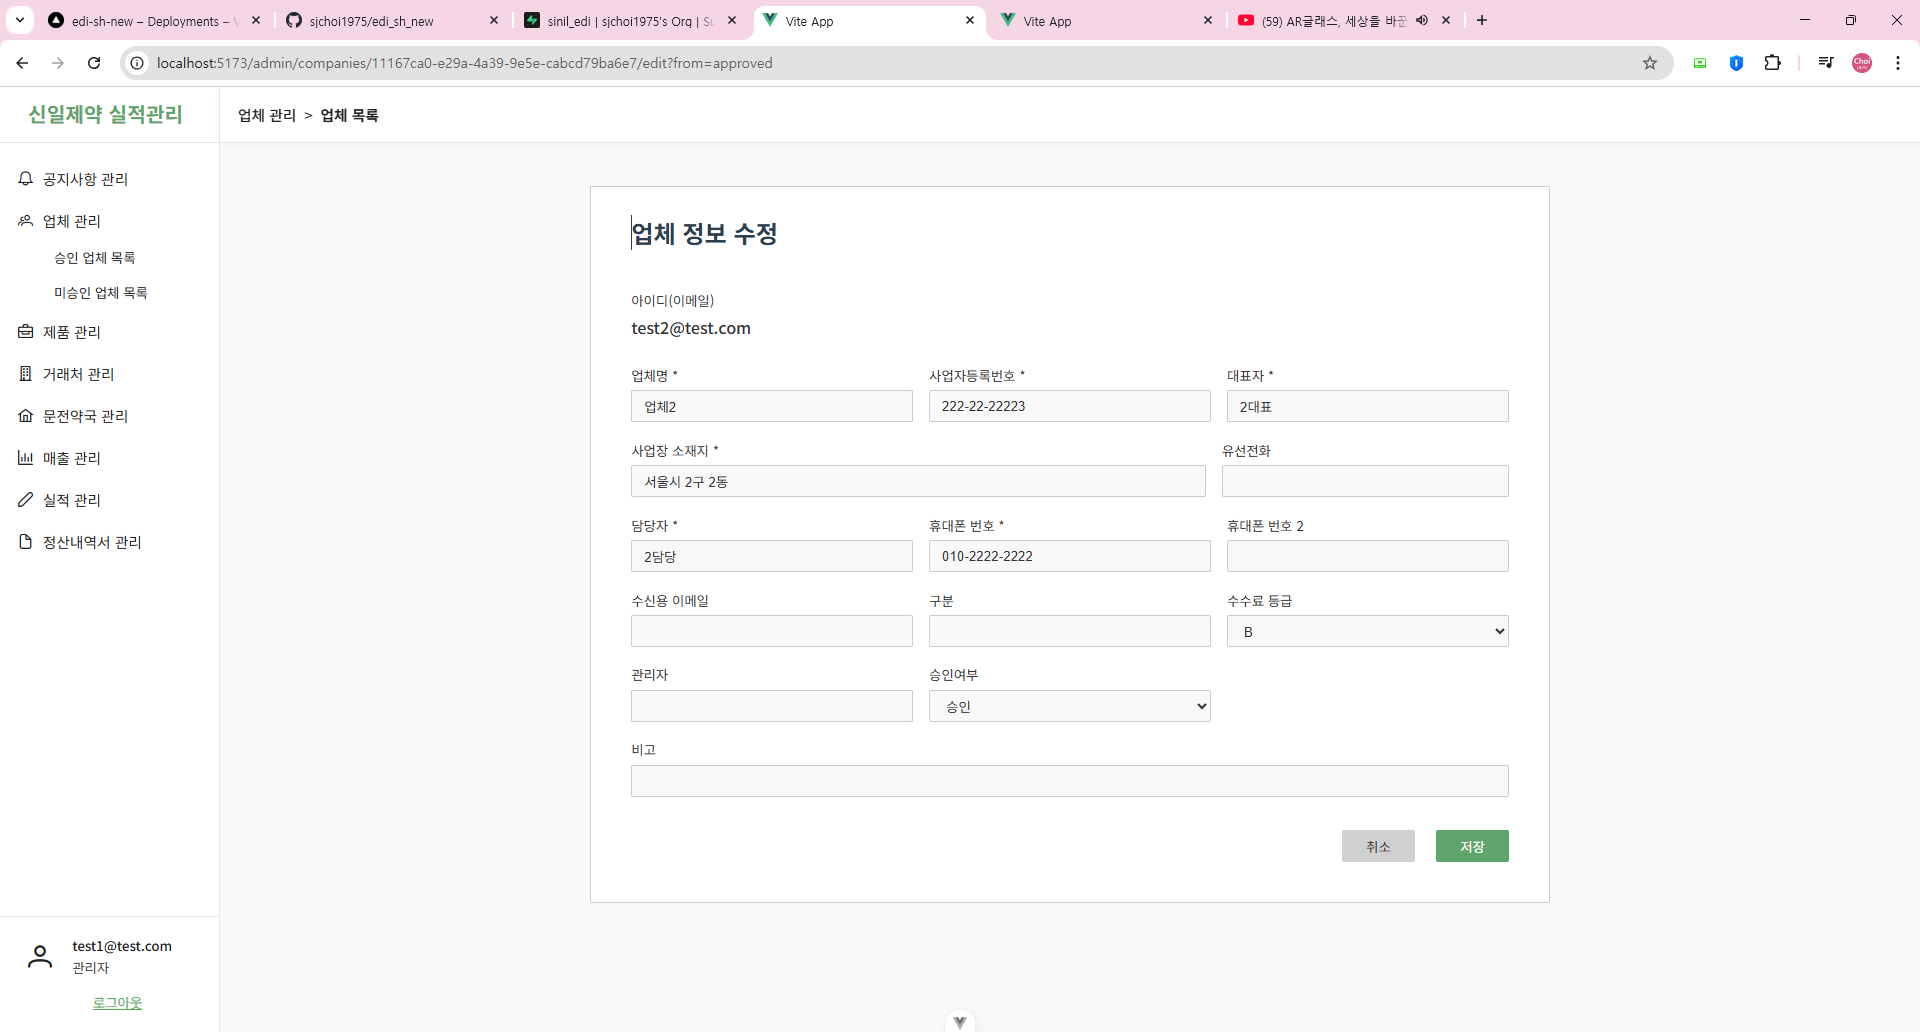 edi-sh-new – Deployments –
sjchoi1975/edi_sh_new
sinil_edi | sjchoi1975's Org | Su
Vite App
Vite App
(59) AR글래스, 세상을 바꾼
localhost:5173/admin/companies/11167ca0-e29a-4a39-9e5e-cabcd79ba6e7/edit?from=approved
Choi
신일제약 실적관리
업체 관리 > 업체 목록
공지사항 관리
업체 관리
승인 업체 목록
미승인 업체 목록
제품 관리
거래처 관리
문전약국 관리
매출 관리
실적 관리
정산내역서 관리
업체 정보 수정
아이디(이메일)
test2@test.com
업체명 * 사업자등록번호 * 대표자 *
업체2 222-22-22223 2대표
사업장 소재지 * 유선전화
서울시 2구 2동
담당자 * 휴대폰 번호 * 휴대폰 번호 2
2담당 010-2222-2222
수신용 이메일 구분 수수료 등급
B
관리자 승인여부
승인
비고
취소 저장
test1@test.com
관리자
로그아웃